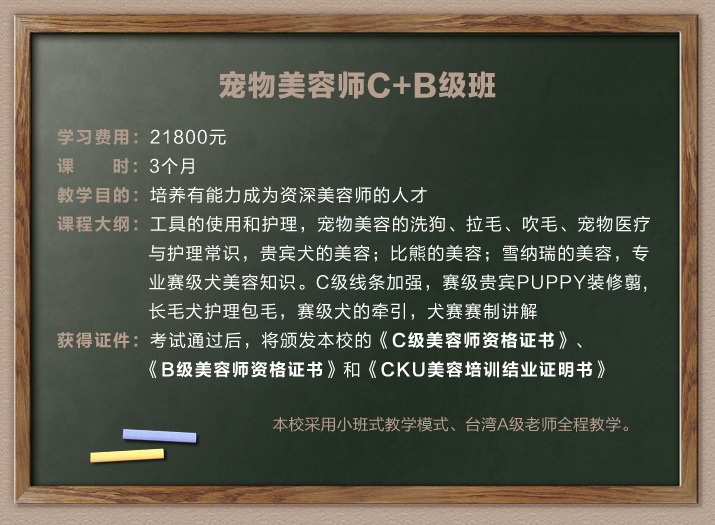 宠物美容师C+B级班
学习费用：21800元
课　　时：3个月
教学目的：培养有能力成为资深美容师的人才
课程大纲：工具的使用和护理，宠物美容的洗狗、拉毛、吹毛、宠物医疗
与护理常识，贵宾犬的美容；比熊的美容；雪纳瑞的美容，专
业赛级犬美容知识。C级线条加强，赛级贵宾PUPPY装修翦，
长毛犬护理包毛，赛级犬的牵引，犬赛赛制讲解
获得证件：考试通过后，将颁发本校的《C级美容师资格证书》、
《B级美容师资格证书》和《CKU美容培训结业证明书》
本校采用小班式教学模式、台湾A级老师全程教学。